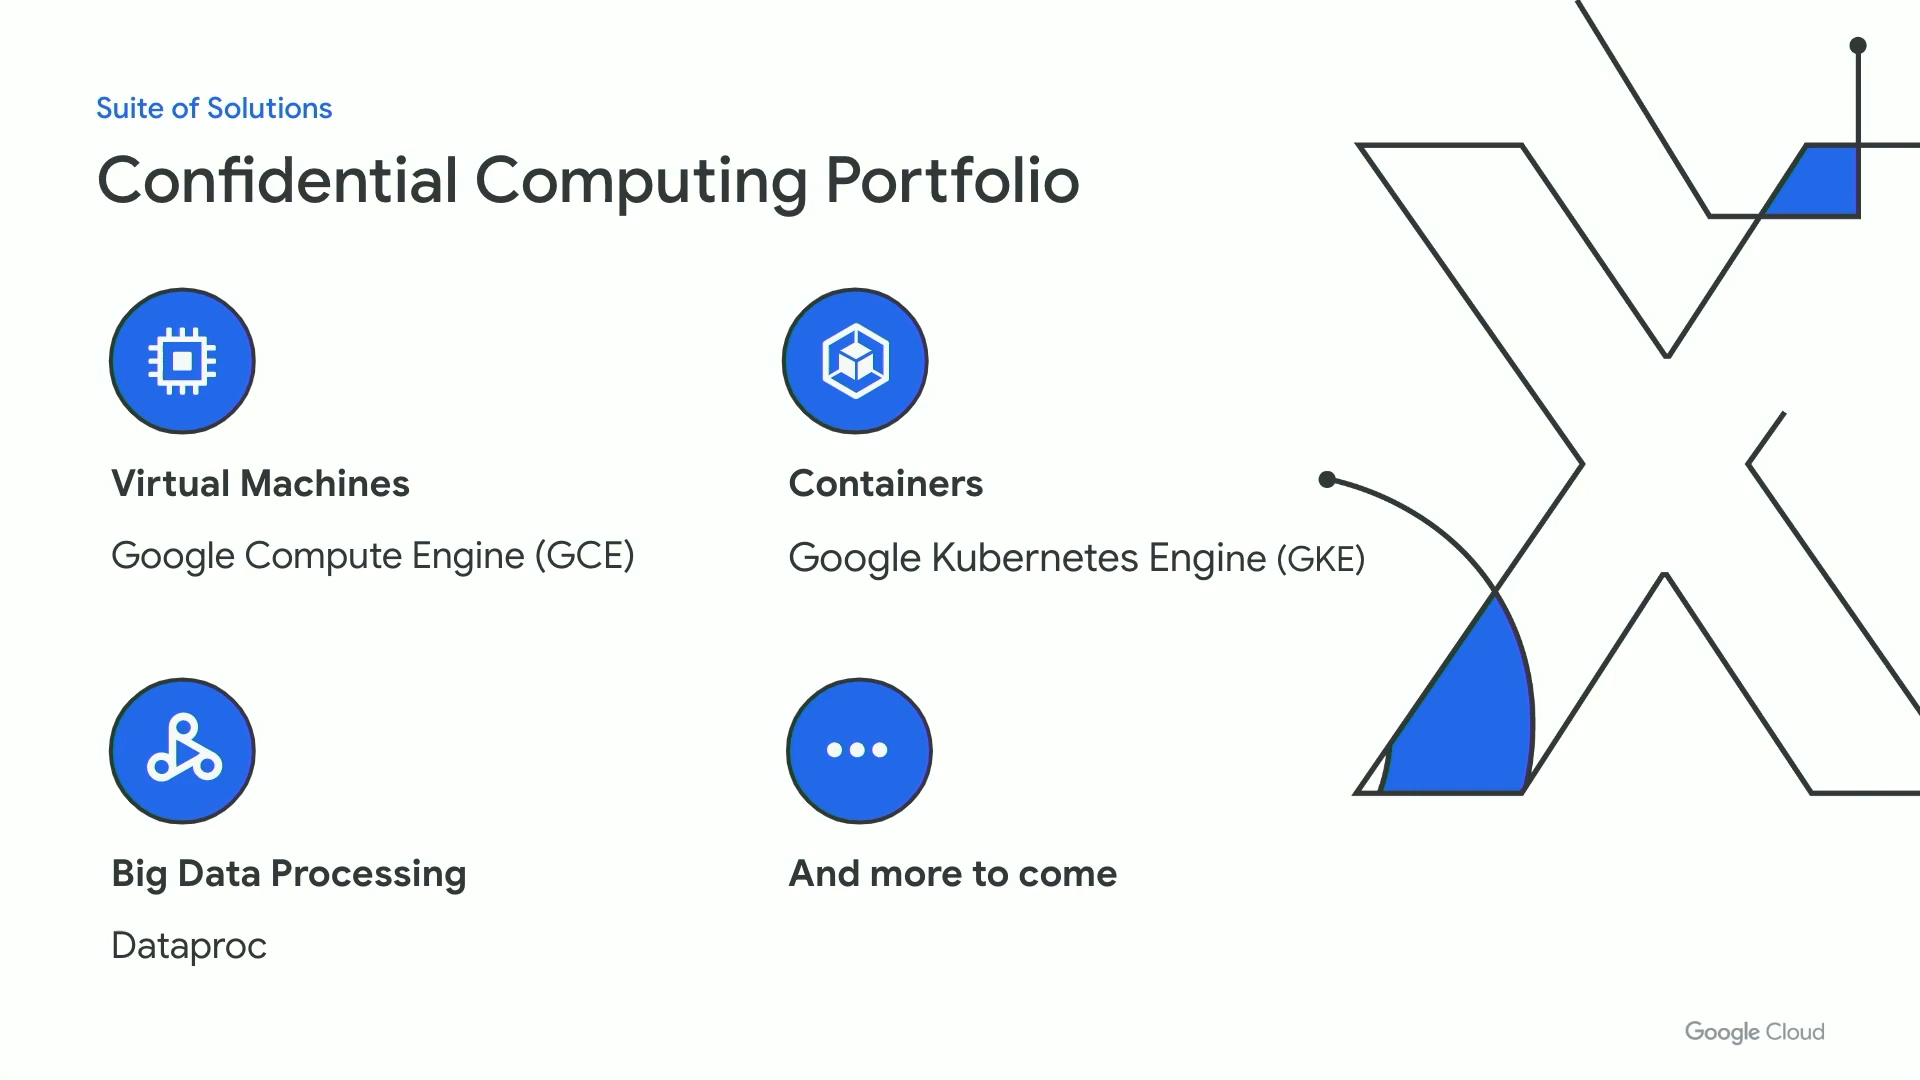 Suite of Solutions
Confidential Computing Portfolio
Virtual Machines
Google Compute Engine (GCE)
Containers
Google Kubernetes Engine (GKE)
Big Data Processing
Dataproc
And more to come
Google Cloud